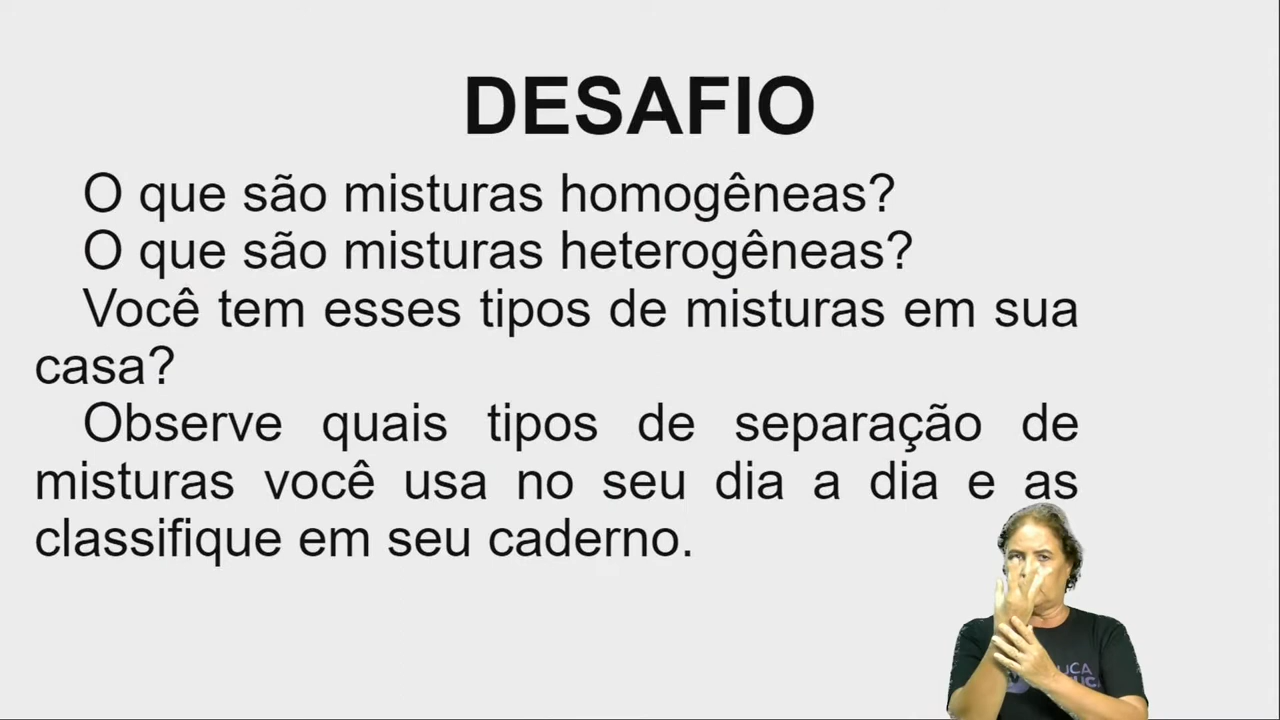 DESAFIO
O que são misturas homogêneas?
O que são misturas heterogêneas?
Você tem esses tipos de misturas em sua
casa?
Observe quais tipos de separação de
misturas você usa no seu dia a dia e as
classifique em seu caderno.